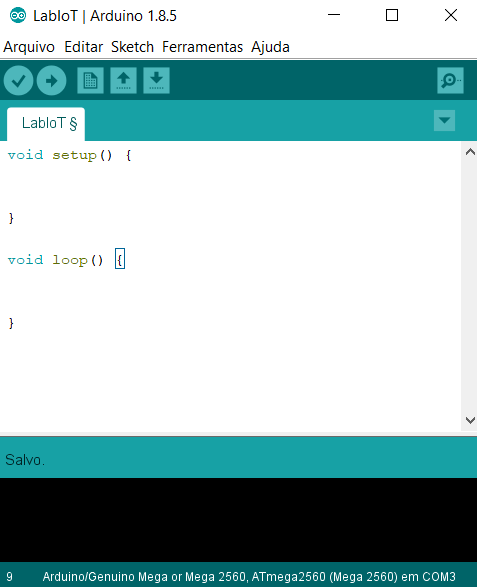 LabIoT | Arduino 1.8.5
Arquivo Editar Sketch Ferramentas Ajuda
LabIoT §
void setup() {
}
void loop() {
}
Salvo.
9 Arduino/Genuino Mega or Mega 2560, ATmega2560 (Mega 2560) em COM3